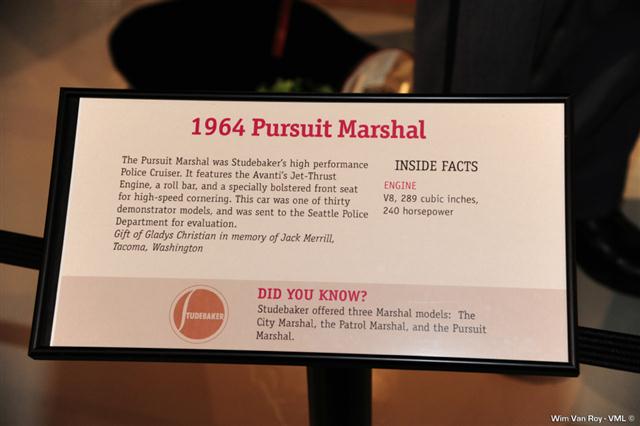 1964 Pursuit Marshal
The Pursuit Marshal was Studebaker's high performance
Police Cruiser. It features the Avanti's Jet-Thrust
Engine, a roll bar, and a specially bolstered front seat
for high-speed cornering. This car was one of thirty
demonstrator models, and was sent to the Seattle Police
Department for evaluation.
Gift of Gladys Christian in memory of Jack Merrill,
Tacoma, Washington
INSIDE FACTS
ENGINE
V8, 289 cubic inches,
240 horsepower
STUDEBAKER
DID YOU KNOW?
Studebaker offered three Marshal models: The
City Marshal, the Patrol Marshal, and the Pursuit
Marshal.
Wim Van Roy - VML ©